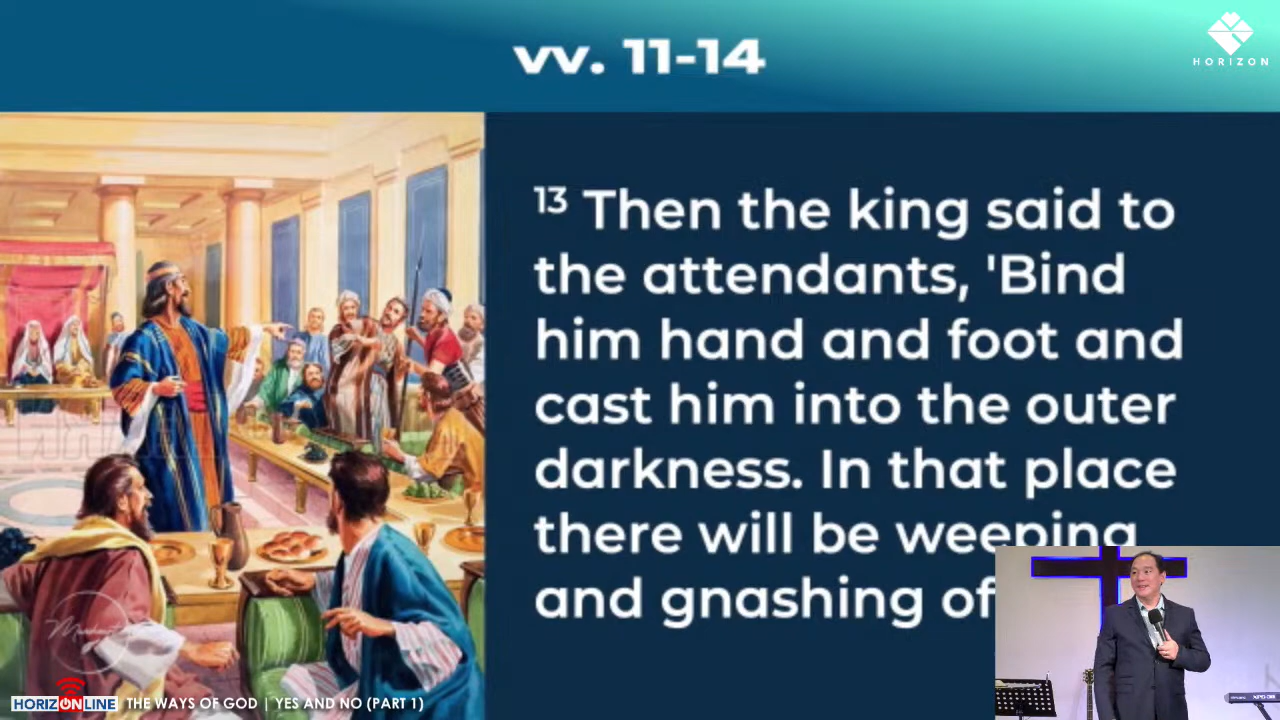 vv. 11-14
HORIZON
13 Then the king said to
the attendants, 'Bind
him hand and foot and
cast him into the outer
darkness. In that place
there will be weeping
and gnashing of
HORIZONLINE THE WAYS OF GOD | YES AND NO (PART 1)